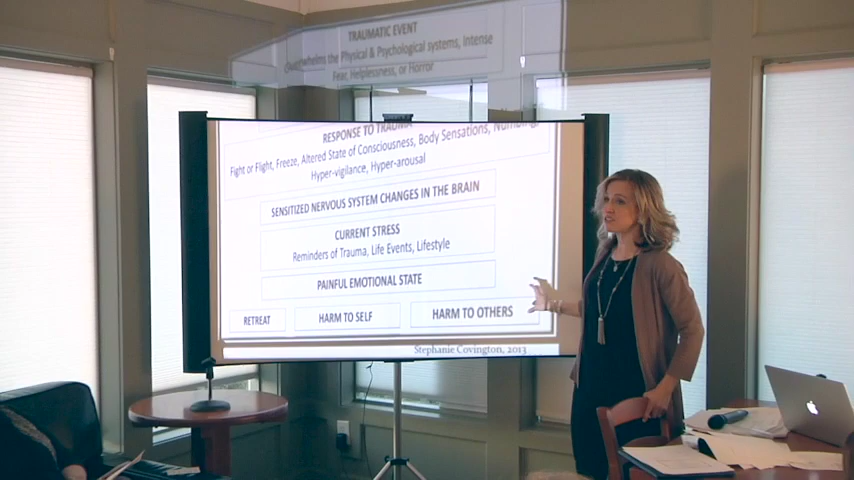 TRAUMATIC EVENT
Overwhelms the Physical & Psychological systems, Intense
Fear, Helplessness, or Horror
RESPONSE TO TRAUMA
Fight or Flight, Freeze, Altered State of Consciousness, Body Sensations, Numbing,
Hyper-vigilance, Hyper-arousal
SENSITIZED NERVOUS SYSTEM CHANGES IN THE BRAIN
CURRENT STRESS
Reminders of Trauma, Life Events, Lifestyle
PAINFUL EMOTIONAL STATE
RETREAT HARM TO SELF HARM TO OTHERS
Stephanie Covington, 2013